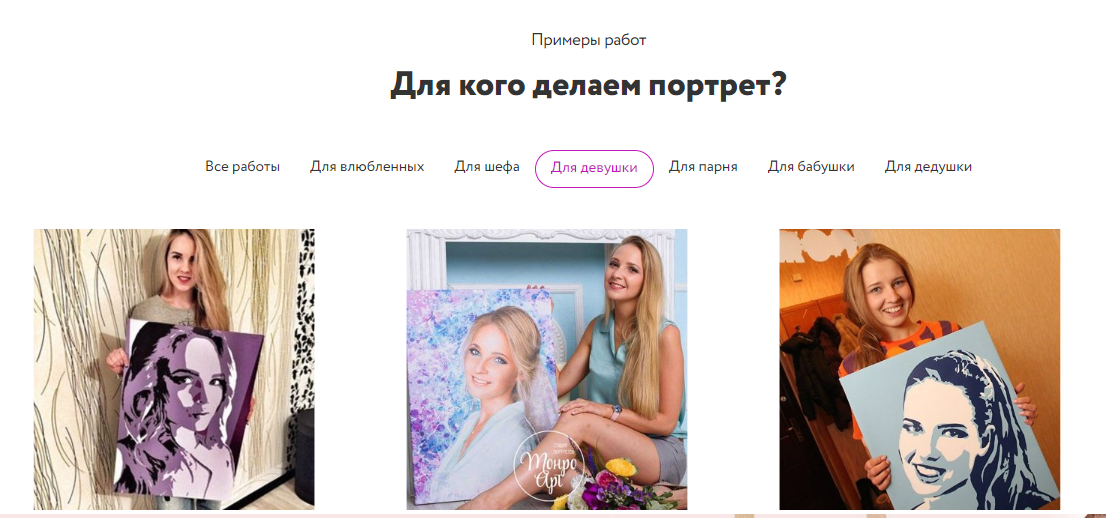 Примеры работ
Для кого делаем портрет?
Все работы Для влюбленных Для шефа Для девушки Для парня Для бабушки Для дедушки
Монро
Арт